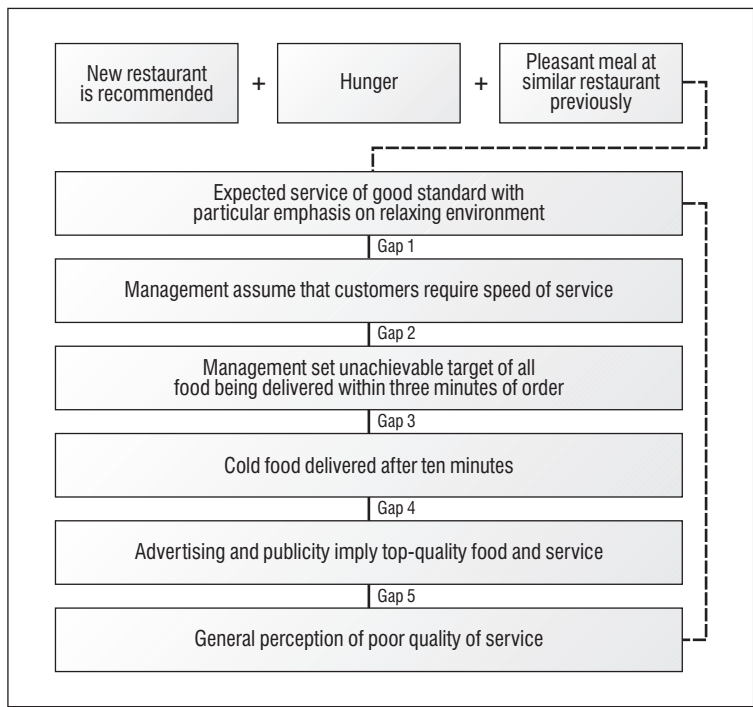 New restaurant
is recommended
+
Hunger
+
Pleasant meal at
similar restaurant
previously
Expected service of good standard with
particular emphasis on relaxing environment
Gap 1
Management assume that customers require speed of service
Gap 2
Management set unachievable target of all
food being delivered within three minutes of order
Gap 3
Cold food delivered after ten minutes
Gap 4
Advertising and publicity imply top-quality food and service
Gap 5
General perception of poor quality of service